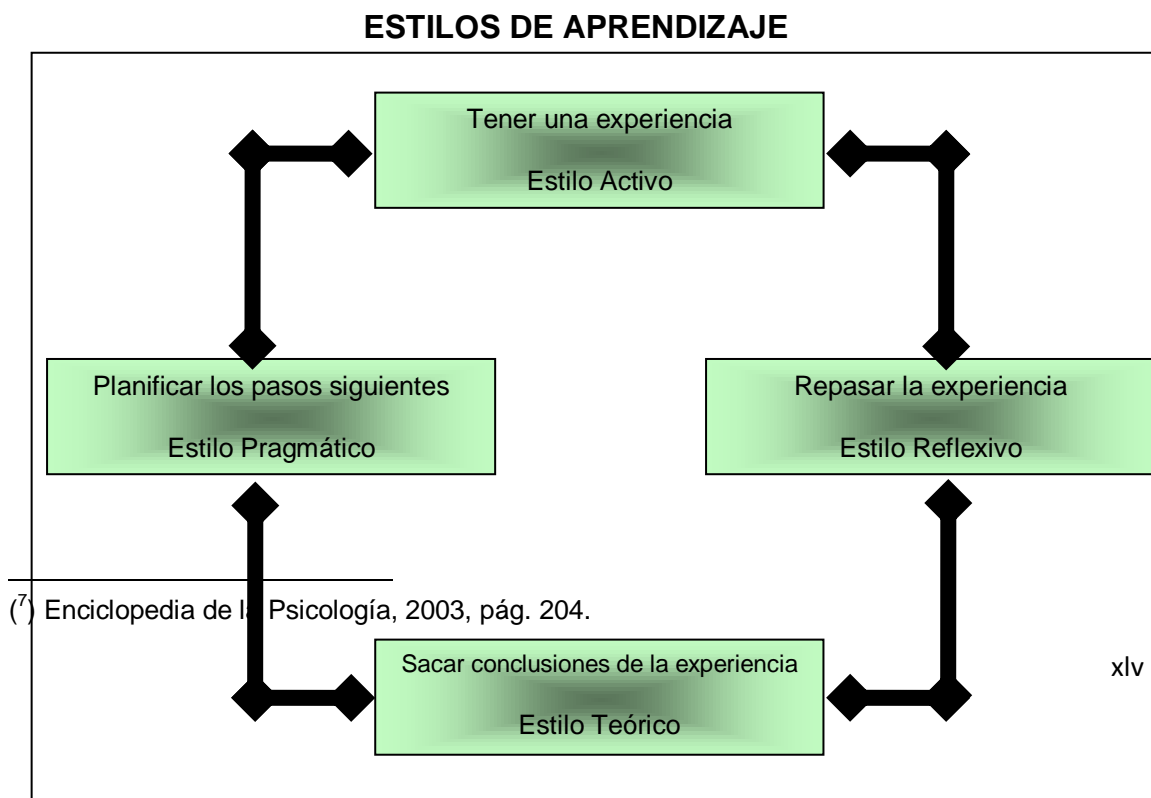 ESTILOS DE APRENDIZAJE
Tener una experiencia
Estilo Activo
Planificar los pasos siguientes
Estilo Pragmático
Repasar la experiencia
Estilo Reflexivo
(7) Enciclopedia de la Psicología, 2003, pág. 204.
Sacar conclusiones de la experiencia
Estilo Teórico
xlv